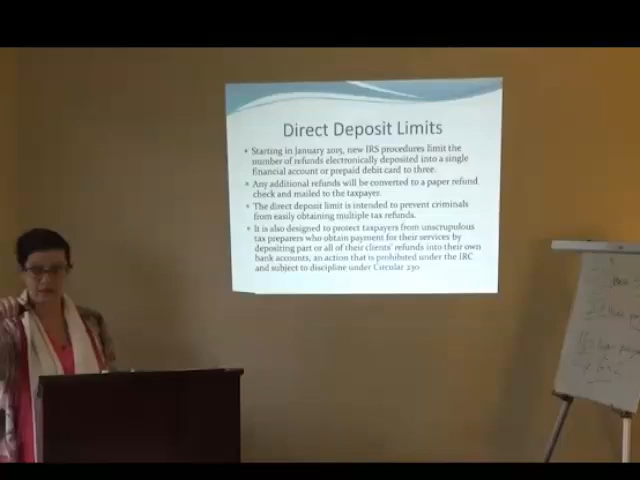 Direct Deposit Limits
• Starting in January 2015, new IRS procedures limit the
number of refunds electronically deposited into a single
financial account or prepaid debit card to three.
• Any additional refunds will be converted to a paper refund
check and mailed to the taxpayer.
• The direct deposit limit is intended to prevent criminals
from easily obtaining multiple tax refunds.
• It is also designed to protect taxpayers from unscrupulous
tax preparers who obtain payment for their services by
depositing part or all of their clients' refunds into their own
bank accounts, an action that is prohibited under the IRC
and subject to discipline under Circular 230